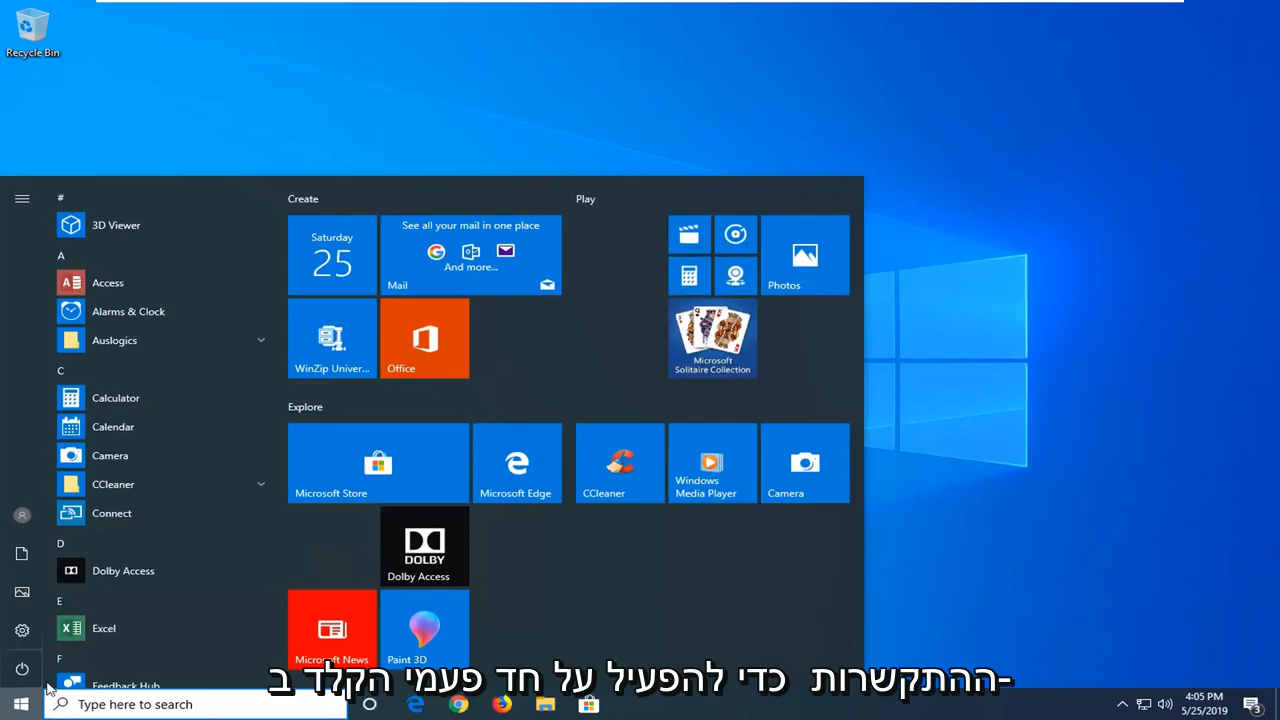 Recycle Bin
#
3D Viewer
A
Access
Alarms & Clock
Auslogics
C
Calculator
Calendar
Camera
CCleaner
Connect
D
Dolby Access
E
Excel
F
Feedback Hub
Create
Saturday
25
See all your mail in one place
And more...
Mail
WinZip Univer...
Office
Play
Photos
Microsoft
Solitaire Collection
Explore
Microsoft Store
Microsoft Edge
CCleaner
Windows
Media Player
Camera
DOLBY
Dolby Access
Microsoft News
Paint 3D
ההתקשרות כדי להפעיל על חד פעמי הקלד ב-
Type here to search
4:05 PM
5/25/2019
3